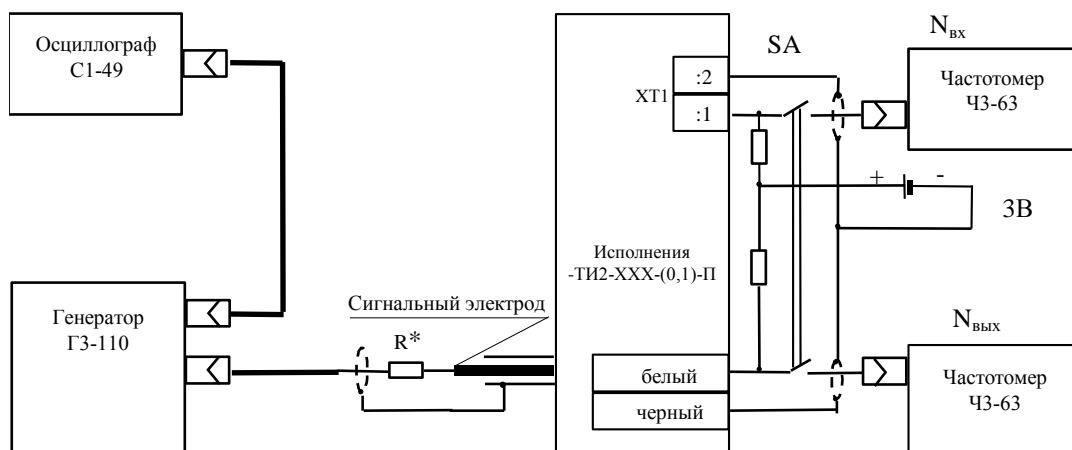 Осциллограф
С1-49
SA
N вх
Частотомер
Ч3-63
XT1
:2
:1
+ -
3В
Исполнения
-ТИ2-ХХХ-(0,1)-П
Генератор
Г3-110
Сигнальный электрод
R*
белый
черный
N вых
Частотомер
Ч3-63